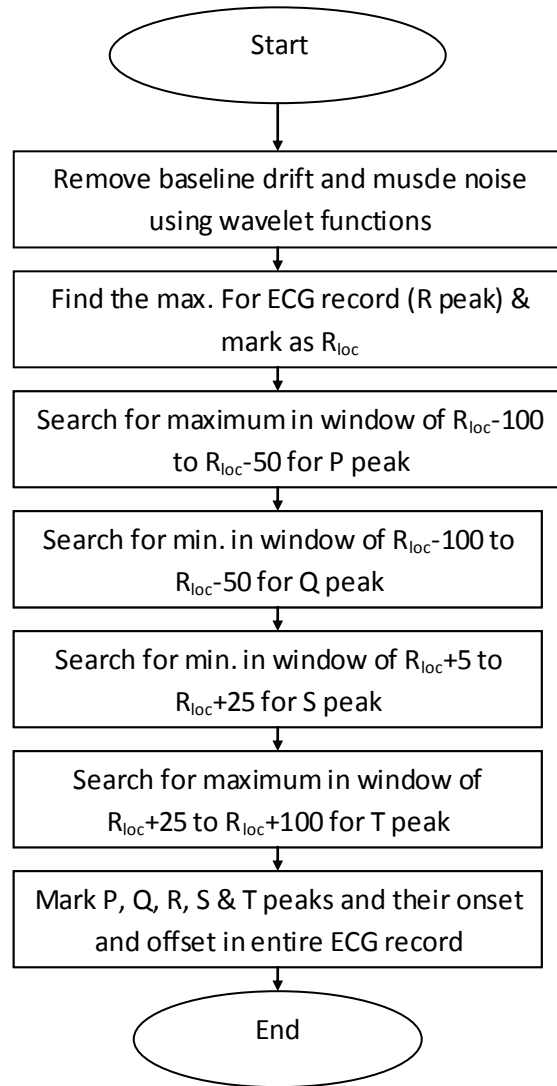 Start
Remove baseline drift and muscle noise
using wavelet functions
Find the max. For ECG record (R peak) &
mark as Rloc
Search for maximum in window of Rloc-100
to Rloc-50 for P peak
Search for min. in window of Rloc-100 to
Rloc-50 for Q peak
Search for min. in window of Rloc+5 to
Rloc+25 for S peak
Search for maximum in window of
Rloc+25 to Rloc+100 for T peak
Mark P, Q, R, S & T peaks and their onset
and offset in entire ECG record
End